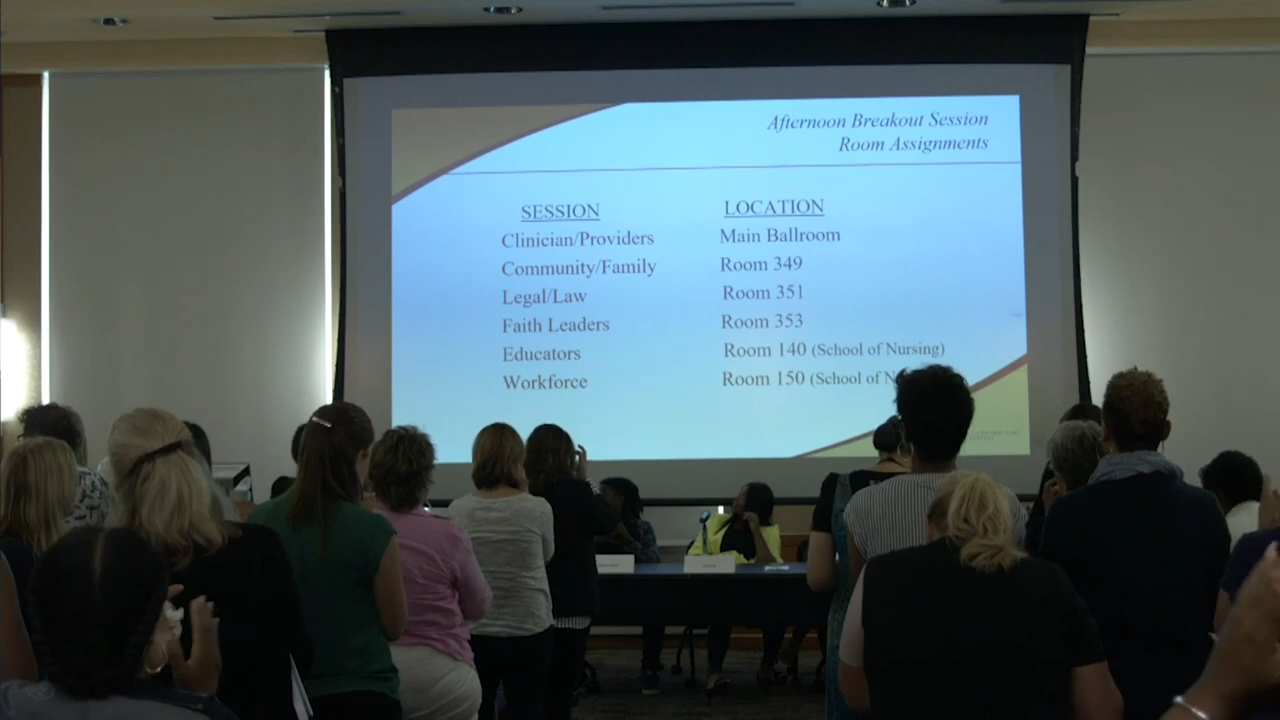 Afternoon Breakout Session
Room Assignments
SESSION LOCATION
Clinician/Providers Main Ballroom
Community/Family Room 349
Legal/Law Room 351
Faith Leaders Room 353
Educators Room 140 (School of Nursing)
Workforce Room 150 (School of